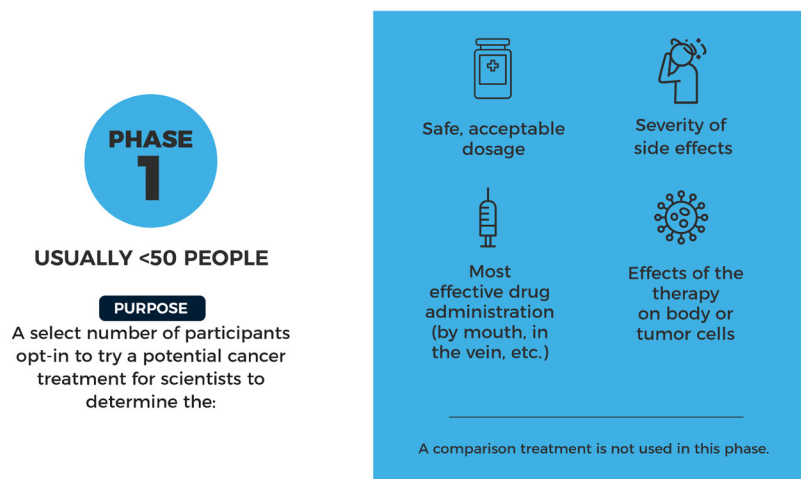 PHASE
1
USUALLY <50 PEOPLE
PURPOSE
A select number of participants
opt-in to try a potential cancer
treatment for scientists to
determine the:
Safe, acceptable
dosage
Severity of
side effects
Most
effective drug
administration
(by mouth, in
the vein, etc.)
Effects of the
therapy
on body or
tumor cells
A comparison treatment is not used in this phase.